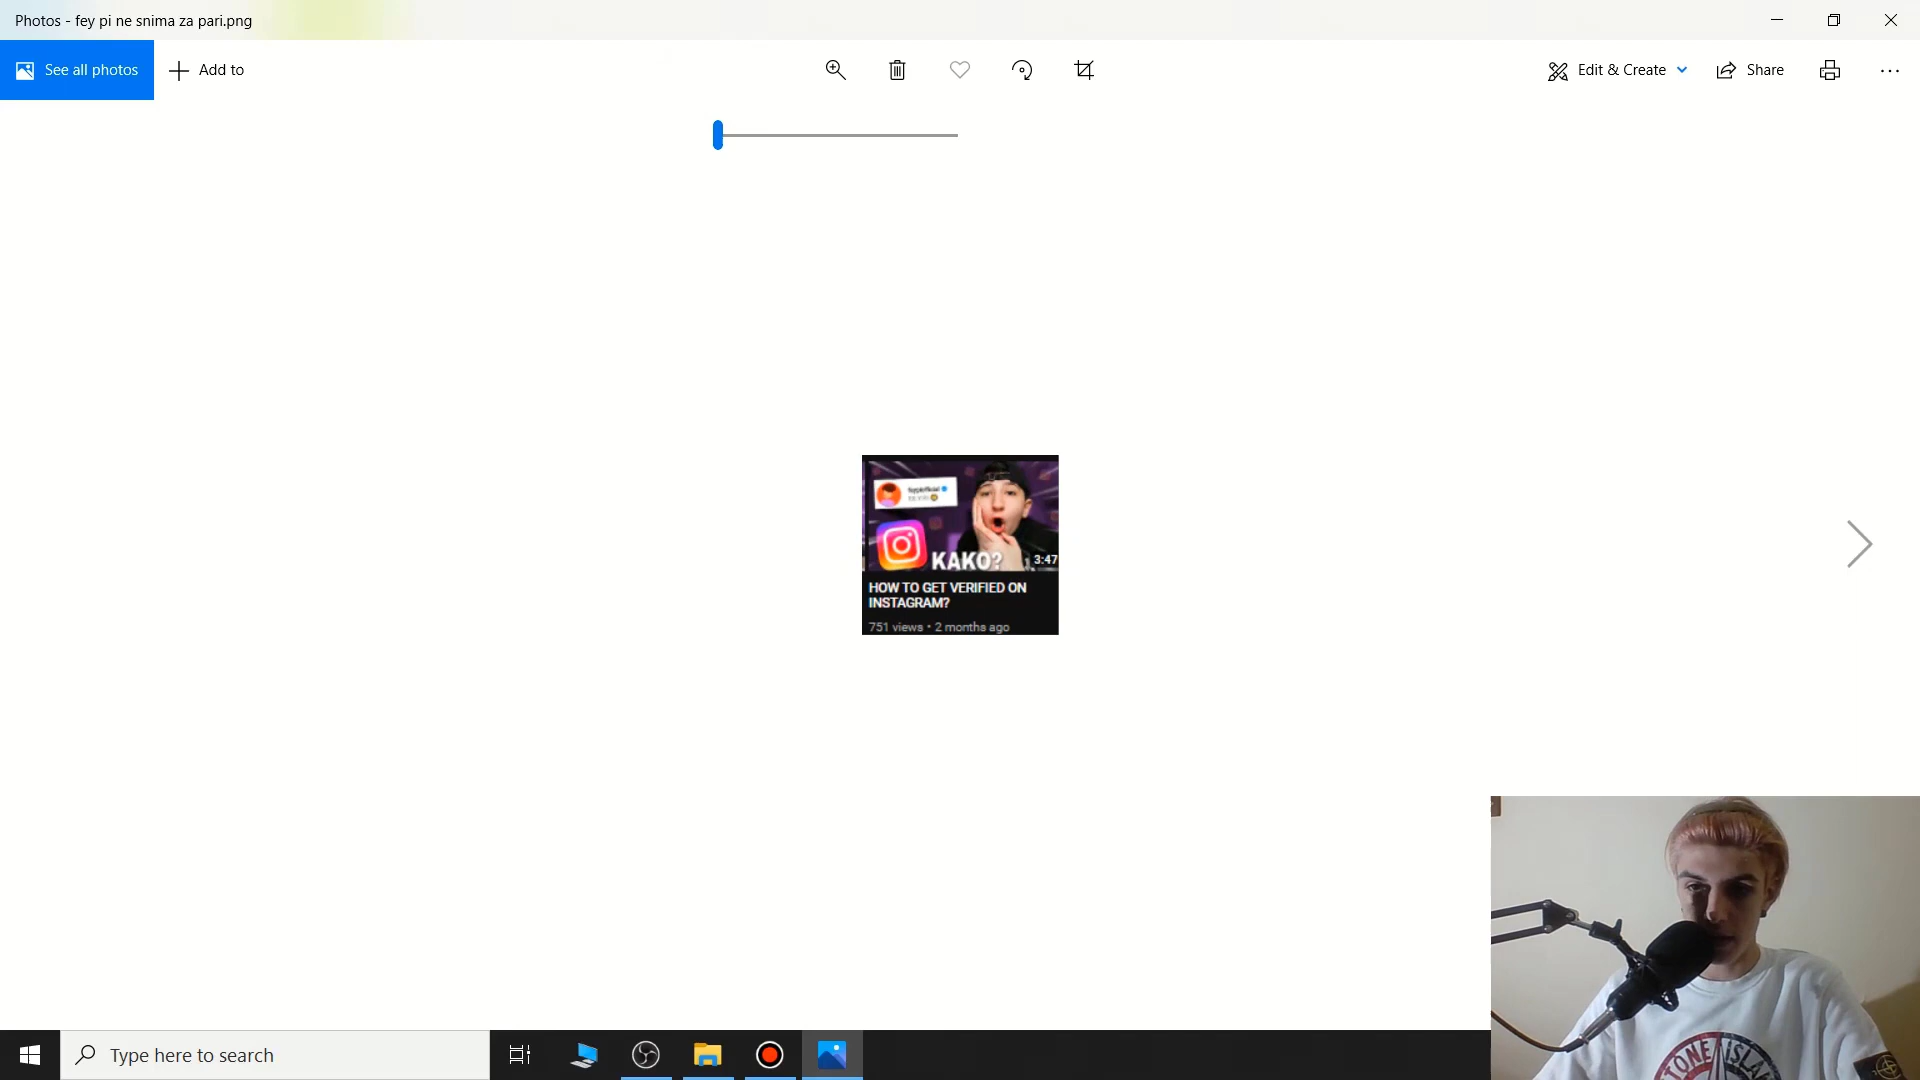 Photos - fey pi ne snima za pari.png
See all photos
Add to
Edit & Create
Share
KAKO?
3:47
HOW TO GET VERIFIED ON
INSTAGRAM?
751 views • 2 months ago
Type here to search